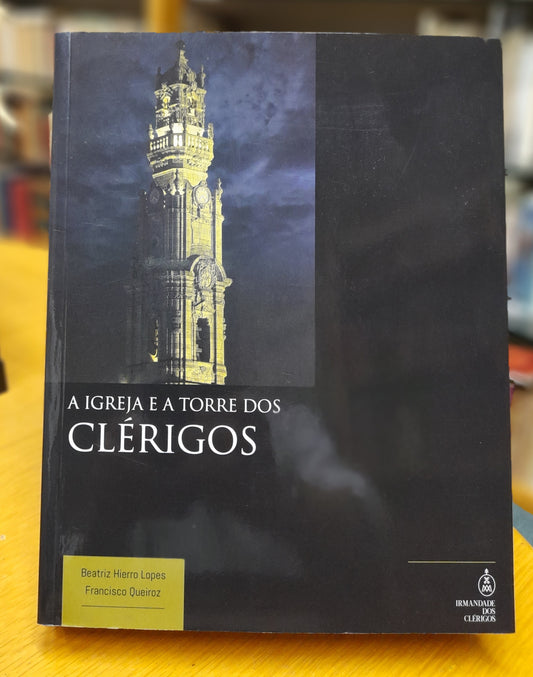 A IGREJA E A TORRE DOS
CLÉRIGOS
Beatriz Hierro Lopes
Francisco Queiroz
IRMANDADE
DOS
CLÉRIGOS